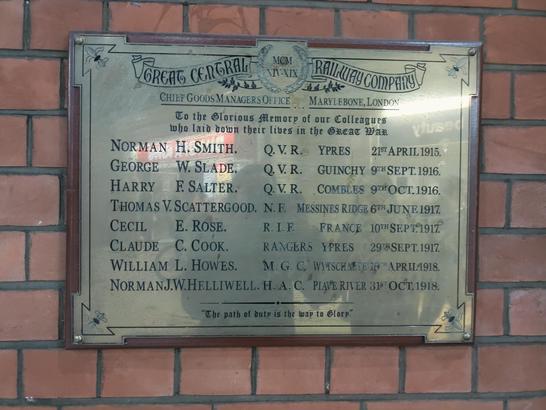 GREAT CENTRAL MCM XIV-XIX RAILWAY COMPANY
CHIEF GOODS MANAGERS OFFICE MARYLEBONE, LONDON
To the Glorious Memory of our Colleagues
who laid down their lives in the GREAT WAR
NORMAN H. SMITH. Q.V.R. YPRES 21ST APRIL 1915.
GEORGE W. SLADE. Q.V.R. GUINCHY 9TH SEPT. 1916.
HARRY F. SALTER. Q.V.R. COMBLES 9TH OCT. 1916.
THOMAS V. SCATTERGOOD. N.F. MESSINES RIDGE 6TH JUNE 1917.
CECIL E. ROSE. R.I.F. FRANCE 10TH SEPT. 1917.
CLAUDE C. COOK. RANGERS YPRES 29TH SEPT. 1917.
WILLIAM L. HOWES. M.G.C. APRIL 1918.
NORMAN J.W. HELLIWELL. H.A.C. PIAVE RIVER 31ST OCT. 1918.
"The path of duty is the way to Glory."
beauty